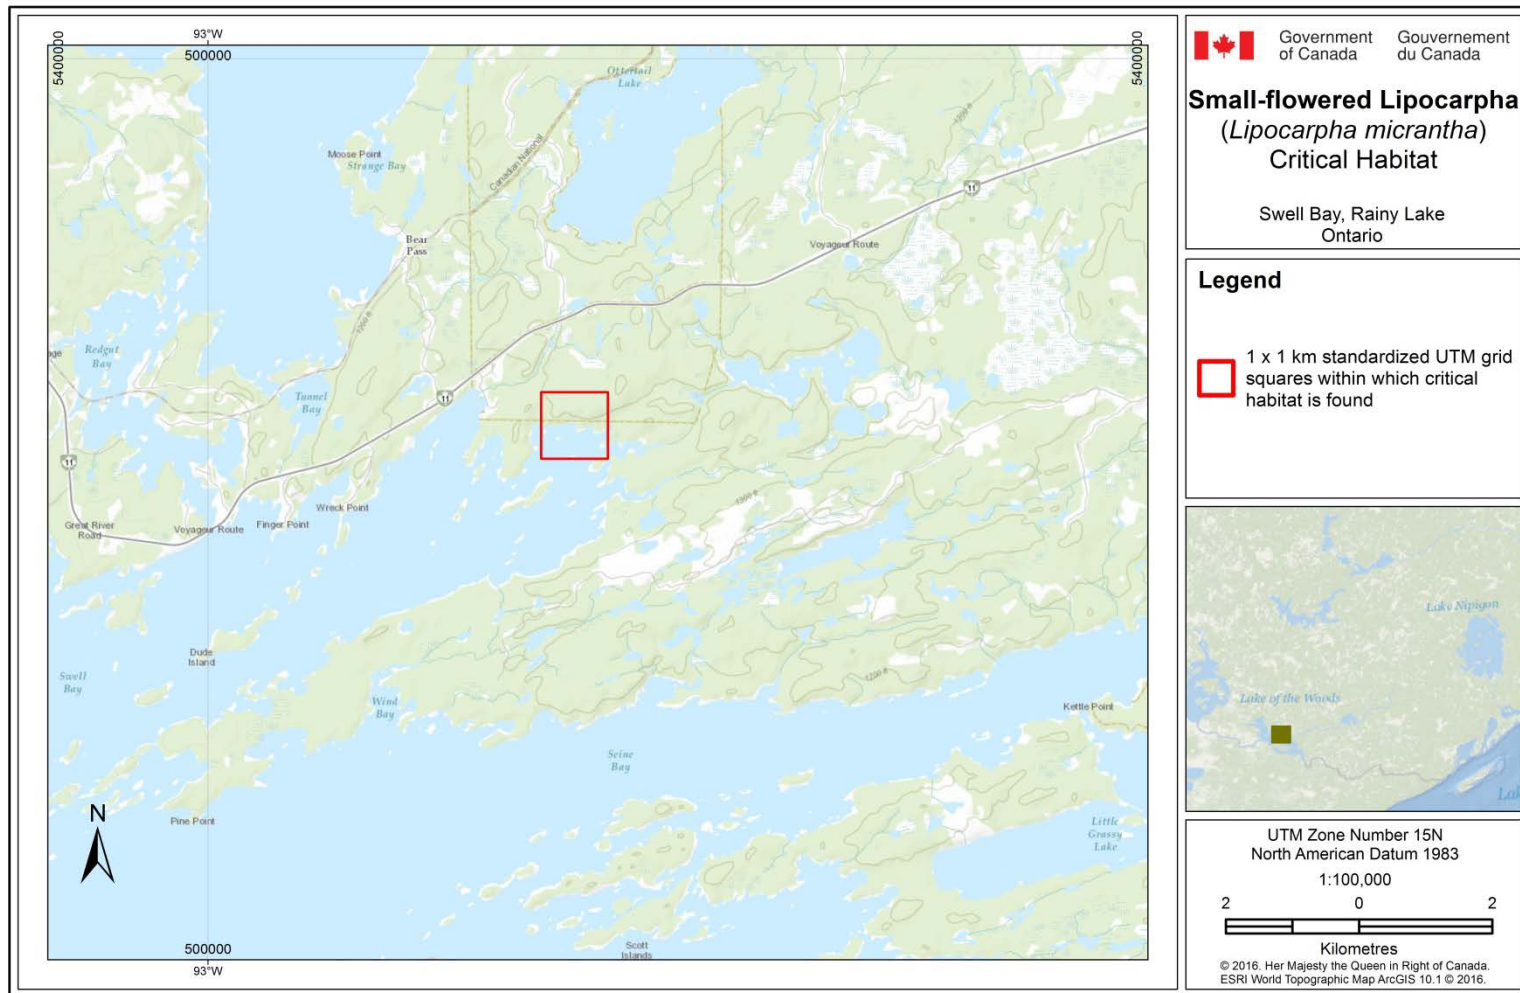 93°W
500000
5400000
5400000
Ottertail
Lake
1200 ft
Moose Point
Strange Bay
Canadian National
11
Bear
Pass
Voyageur Route
1200 ft
Redgut
Bay
Tunnel
Bay
11
11
Great River
Road
Voyageur Route
Finger Point
Wreck Point
Dude
Island
Swell
Bay
Wind
Bay
1200 ft
Kettle Point
Seine
Bay
Pine Point
Little
Grassy
Lake
N
Scott
Islands
500000
93°W
Government
of Canada
Gouvernement
du Canada
Small-flowered Lipocarpha
(Lipocarpha micrantha)
Critical Habitat
Swell Bay, Rainy Lake
Ontario
Legend
1 x 1 km standardized UTM grid
squares within which critical
habitat is found
Lake Nipigon
Lake of the Woods
UTM Zone Number 15N
North American Datum 1983
1:100,000
2 0 2
Kilometres
© 2016. Her Majesty the Queen in Right of Canada.
ESRI World Topographic Map ArcGIS 10.1 © 2016.